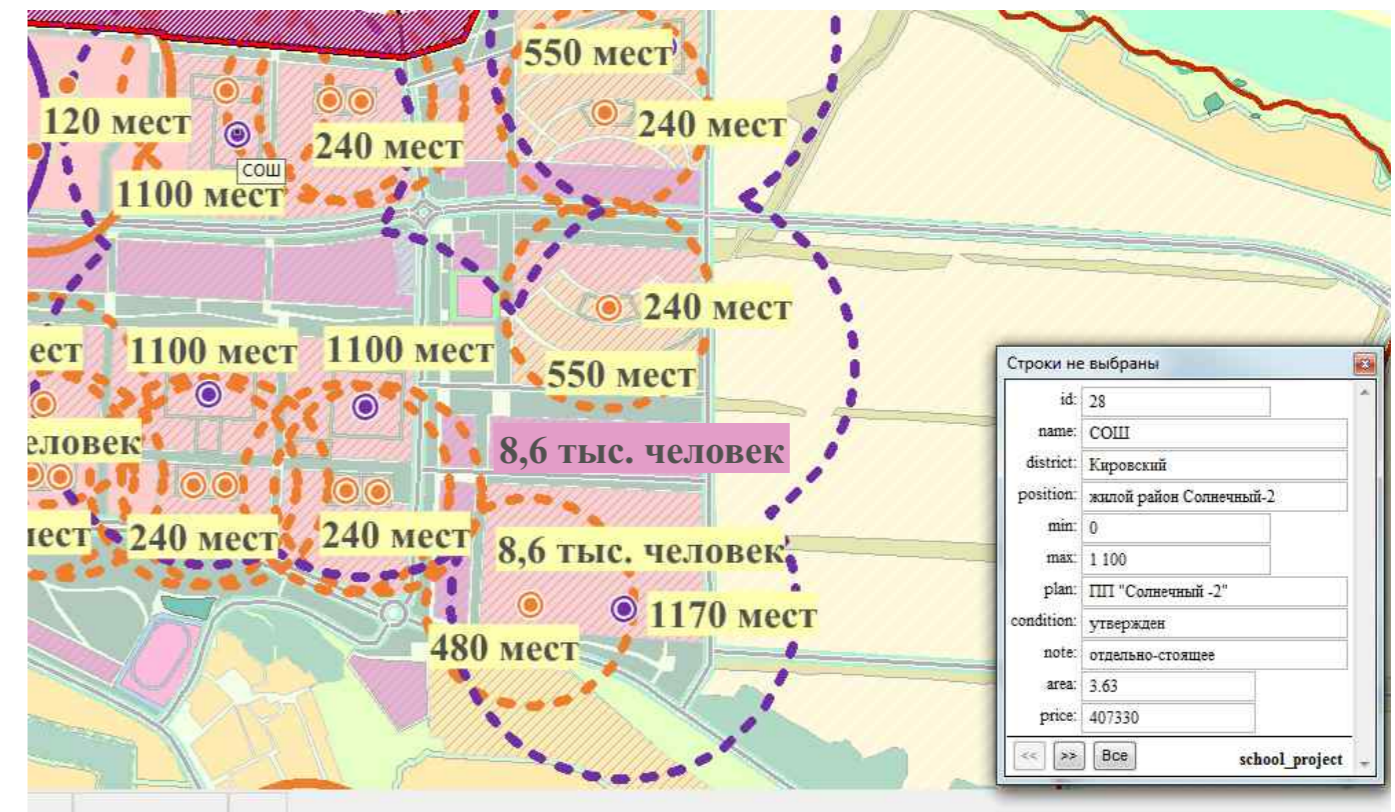 550 мест
120 мест
240 мест
240 мест
СОШ
1100 мест
240 мест
1100 мест
1100 мест
550 мест
8,6 тыс. человек
240 мест
240 мест
8,6 тыс. человек
1170 мест
480 мест
Строки не выбраны
id: 28
name: СОШ
district: Кировский
position: жилой район Солнечный-2
min: 0
max: 1 100
plan: ПП "Солнечный -2"
condition: утвержден
note: отдельно-стоящее
area: 3.63
price: 407330
<< >> Все school_project